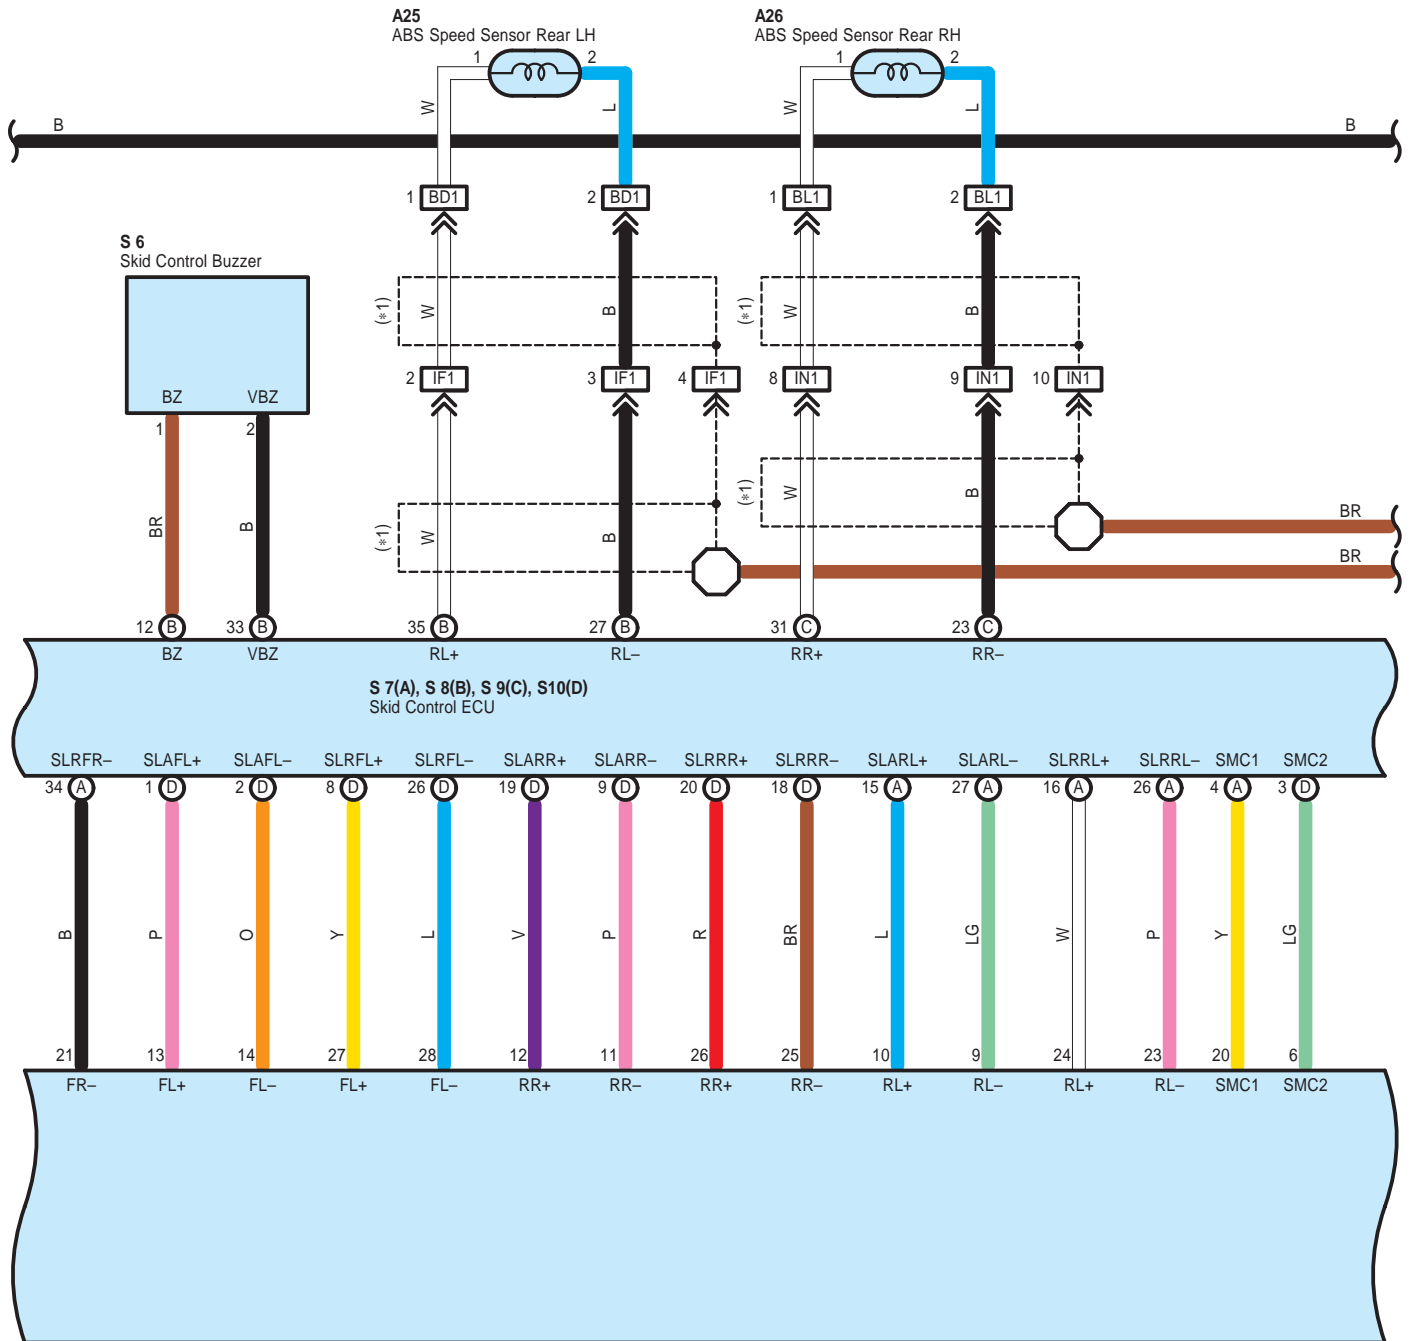 A25
ABS Speed Sensor Rear LH
A26
ABS Speed Sensor Rear RH
1 2 1 2
W L W L
B B
1 BD1 2 BD1 1 BL1 2 BL1
S 6
Skid Control Buzzer
(*1) W B (*1) W B
2 IF1 3 IF1 4 IF1 8 IN1 9 IN1 10 IN1
BZ VBZ
1 2
(*1) W B
BR
BR B (*1) W B
BR
12 B 33 B 35 B 27 B 31 C 23 C
BZ VBZ RL+ RL– RR+ RR–
S 7(A), S 8(B), S 9(C), S10(D)
Skid Control ECU
SLRFR– SLAFL+ SLAFL– SLRFL+ SLRFL– SLARR+ SLARR– SLRRR+ SLRRR– SLARL+ SLARL– SLRRL+ SLRRL– SMC1 SMC2
34 A 1 D 2 D 8 D 26 D 19 D 9 D 20 D 18 D 15 A 27 A 16 A 26 A 4 A 3 D
B P O Y L V P R BR L LG W P Y LG
21 13 14 27 28 12 11 26 25 10 9 24 23 20 6
FR– FL+ FL– FL+ FL– RR+ RR– RR+ RR– RL+ RL– RL+ RL– SMC1 SMC2